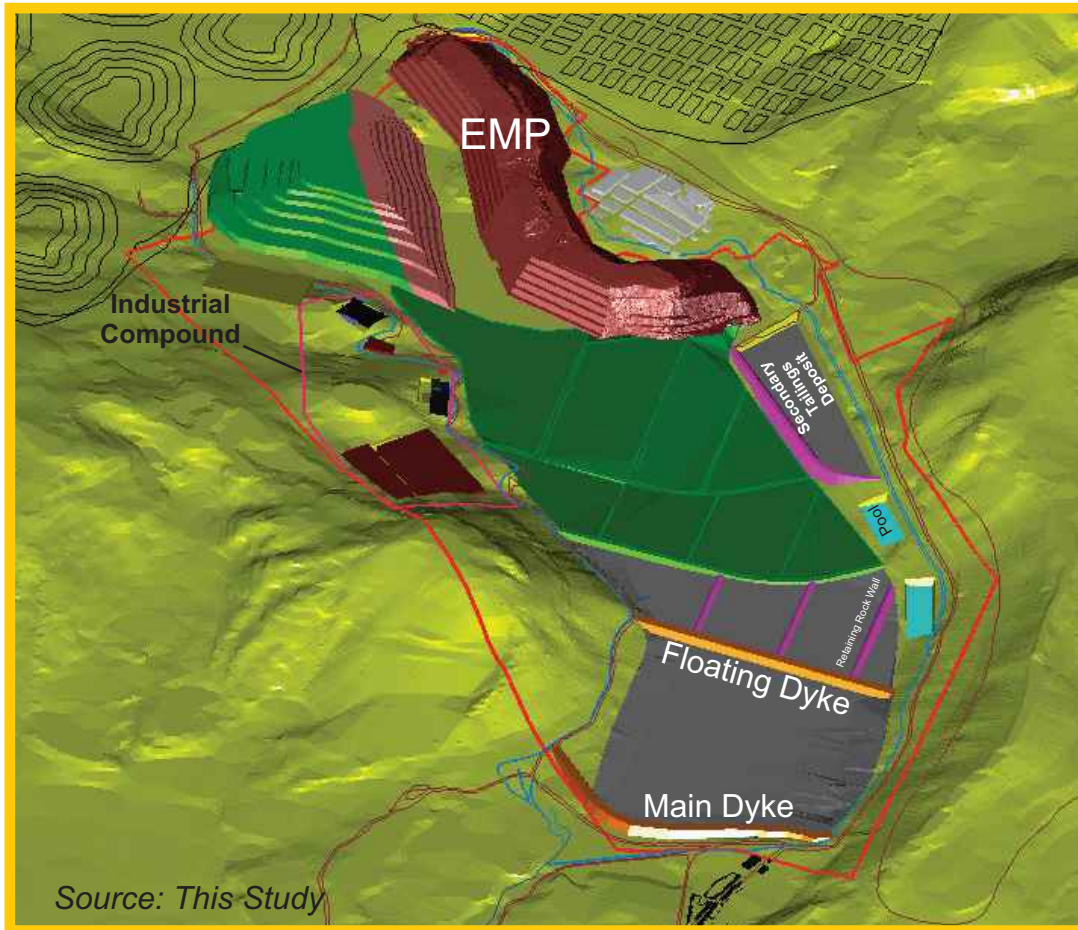 EMP
Industrial
Compound
Secondary
Tailings
Deposit
Pool
Retaining Rock Wall
Floating Dyke
Main Dyke
Source: This Study